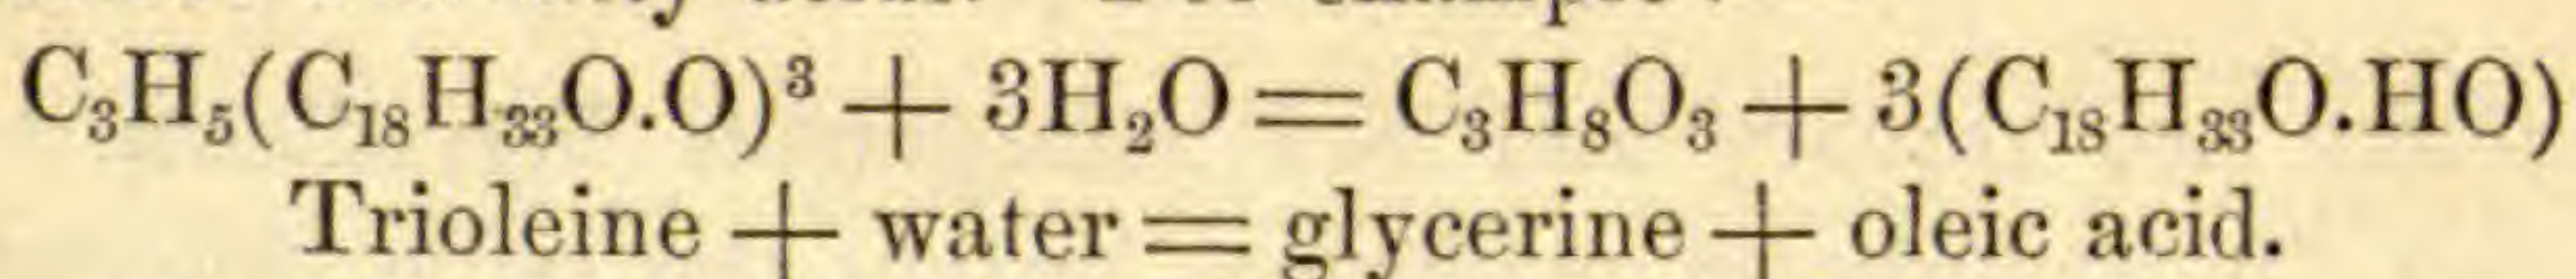 C₃H₅(C₁₈H₃₃O.O)³ + 3H₂O = C₃H₈O₃ + 3(C₁₈H₃₃O.HO)
Trioleine + water = glycerine + oleic acid.